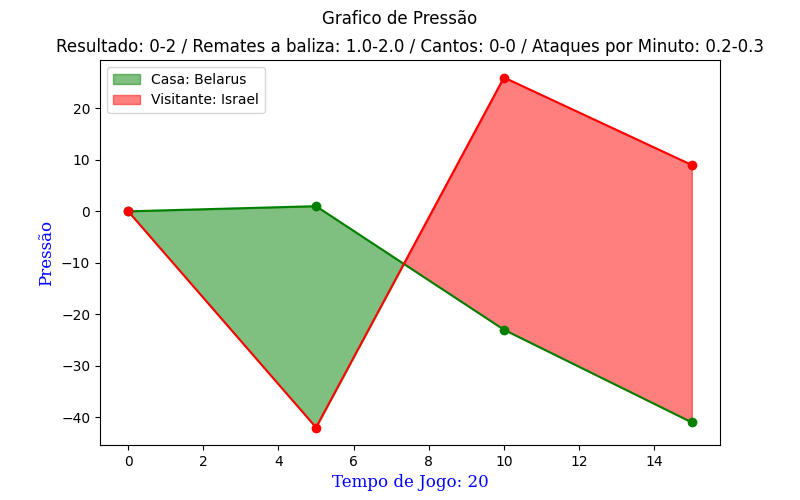 Grafico de Pressão
Resultado: 0-2 / Remates a baliza: 1.0-2.0 / Cantos: 0-0 / Ataques por Minuto: 0.2-0.3
Casa: Belarus
Visitante: Israel
20
10
0
−10
−20
−30
−40
Pressão
0 2 4 6 8 10 12 14
Tempo de Jogo: 20